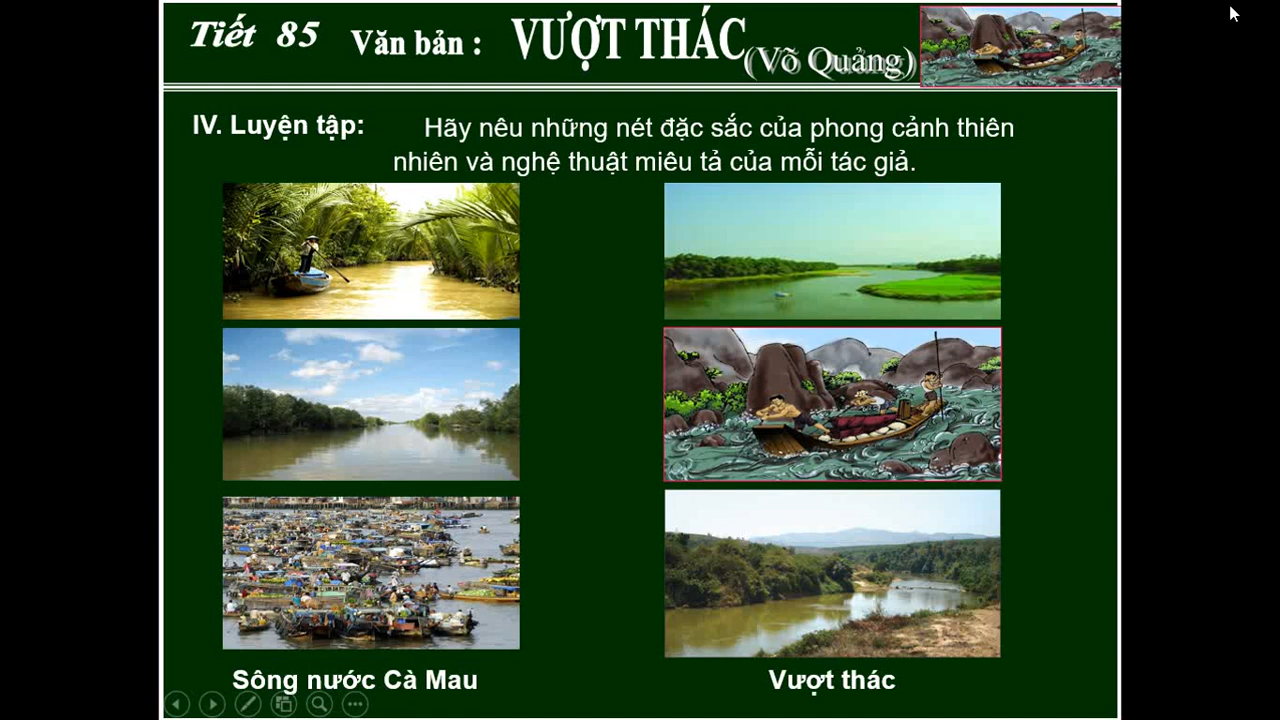 Tiết 85 Văn bản : VƯỢT THÁC (Võ Quảng)
IV. Luyện tập: Hãy nêu những nét đặc sắc của phong cảnh thiên
nhiên và nghệ thuật miêu tả của mỗi tác giả.
Sông nước Cà Mau
Vượt thác